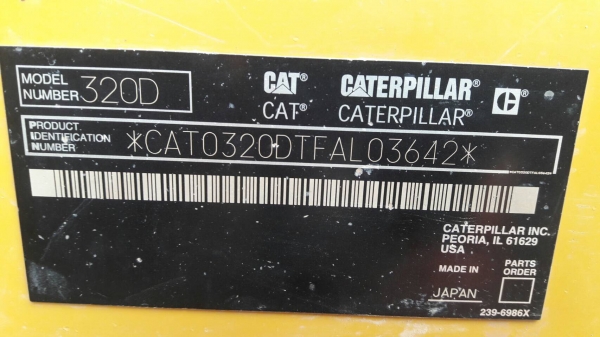 MODEL NUMBER 320D
CAT® CATERPILLAR®
CAT® CATERPILLAR®
PRODUCT IDENTIFICATION NUMBER *CAT0320DTFAL03642*
CATERPILLAR INC.
PEORIA, IL 61629
USA
MADE IN PARTS ORDER
JAPAN
239-6986X